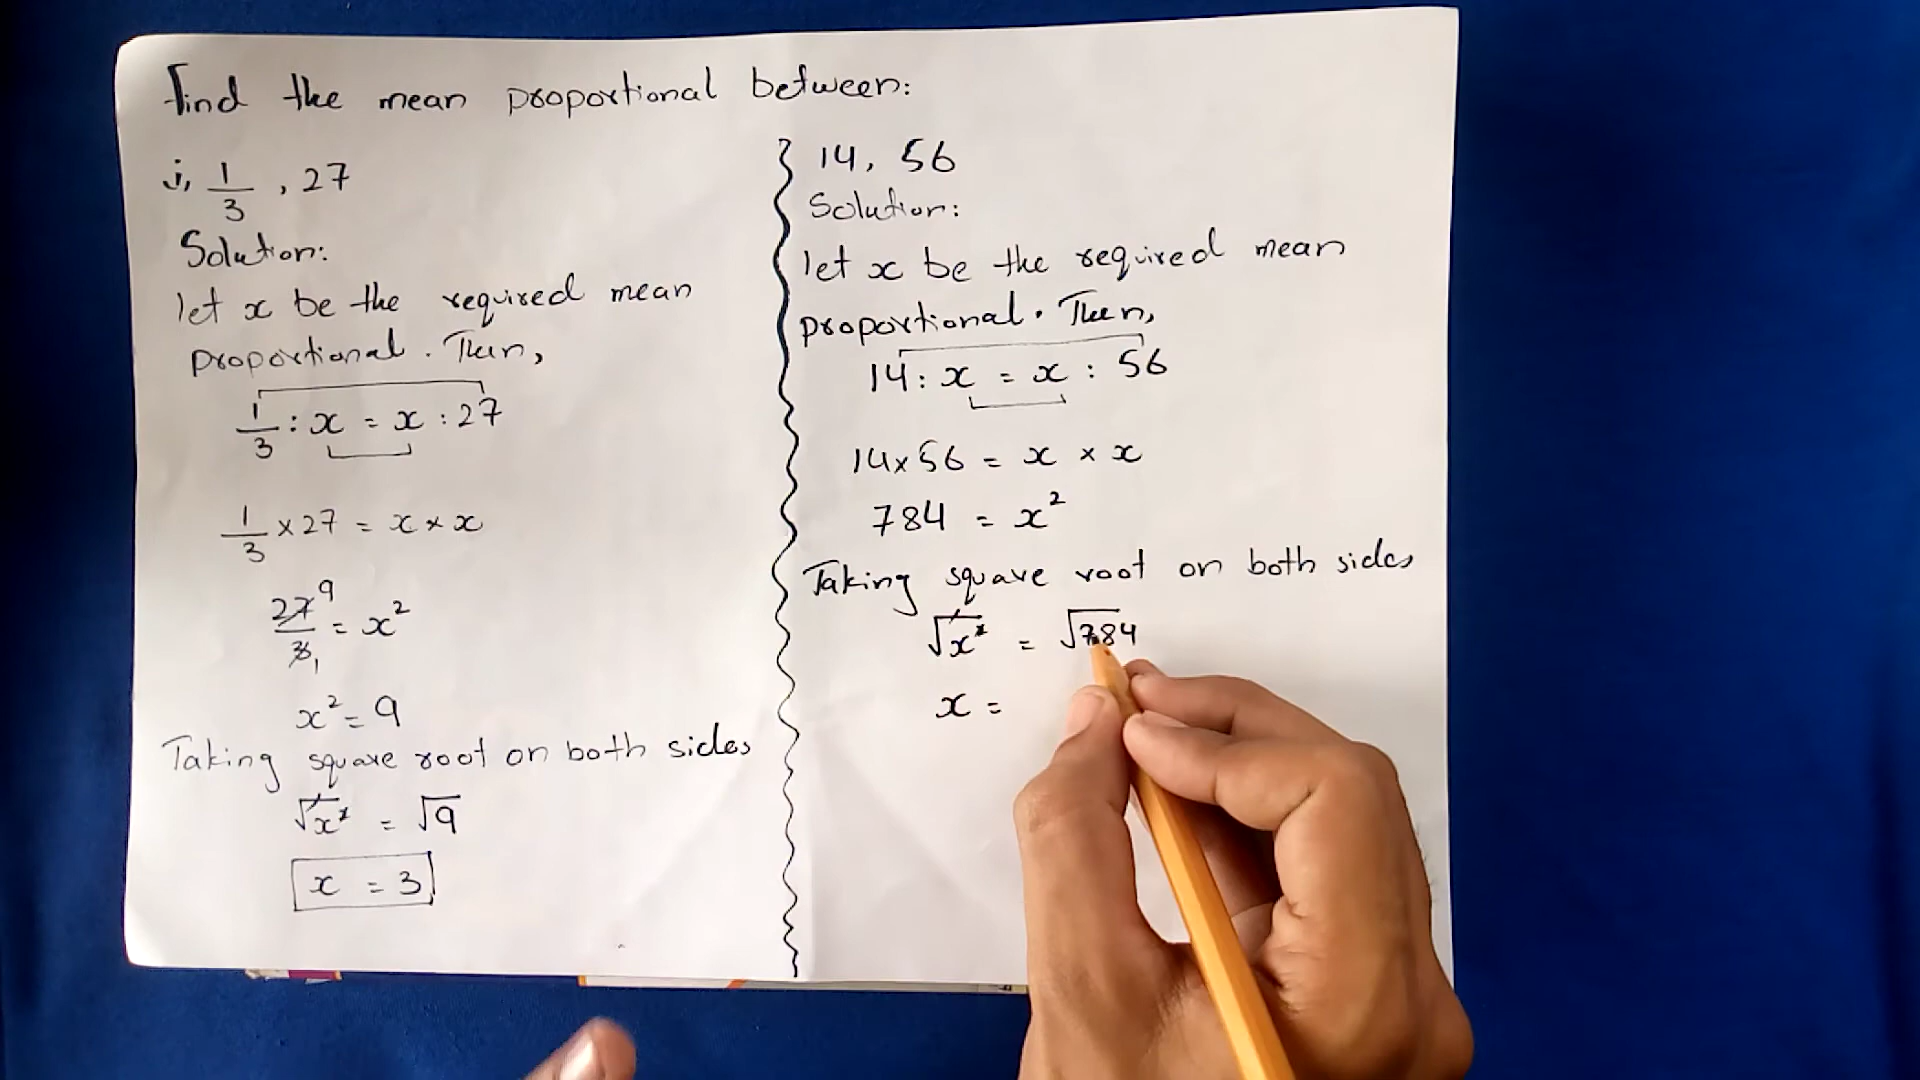 Find the mean proportional between:
i, 1/3 , 27
Solution:
let x be the required mean
proportional. Then,
1/3 : x = x : 27
1/3 × 27 = x × x
27/3 9 1 = x²
x² = 9
Taking square root on both sides
√x² = √9
x = 3
14, 56
Solution:
let x be the required mean
proportional. Then,
14 : x = x : 56
14 × 56 = x × x
784 = x²
Taking square root on both sides
√x² = √784
x =